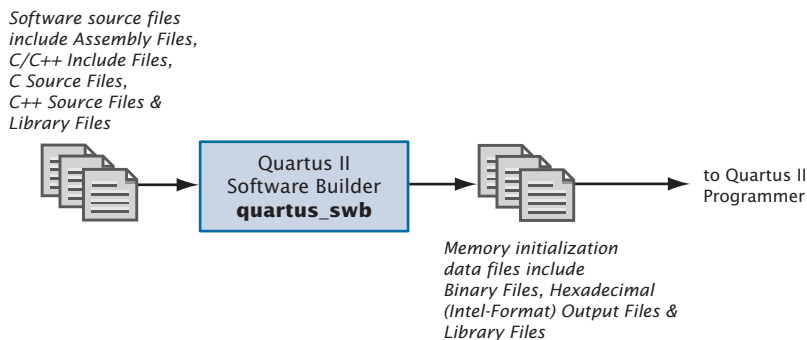 Software source files
include Assembly Files,
C/C++ Include Files,
C Source Files,
C++ Source Files &
Library Files
Quartus II
Software Builder
quartus_swb
to Quartus II
Programmer
Memory initialization
data files include
Binary Files, Hexadecimal
(Intel-Format) Output Files &
Library Files